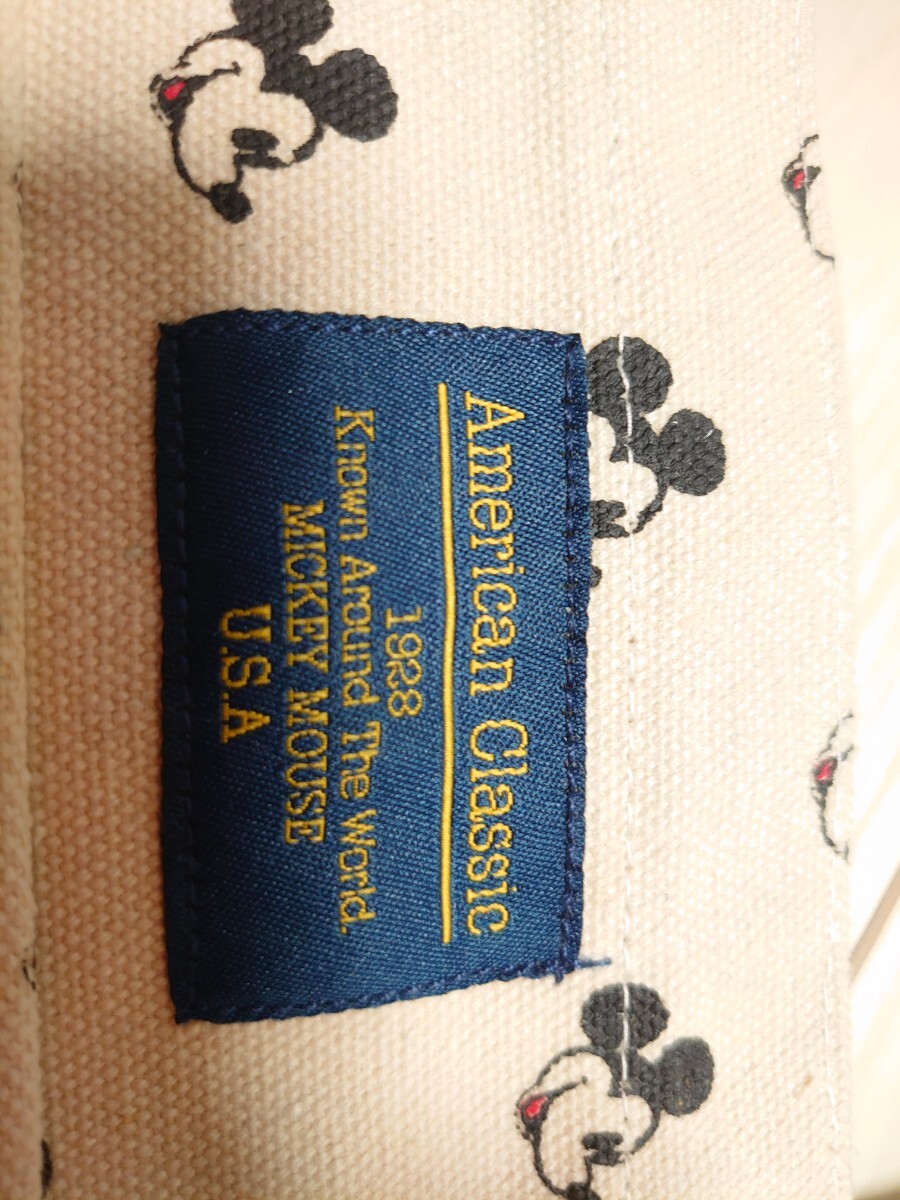 American Classic
1928
Known Around The World.
MICKEY MOUSE
U.S.A